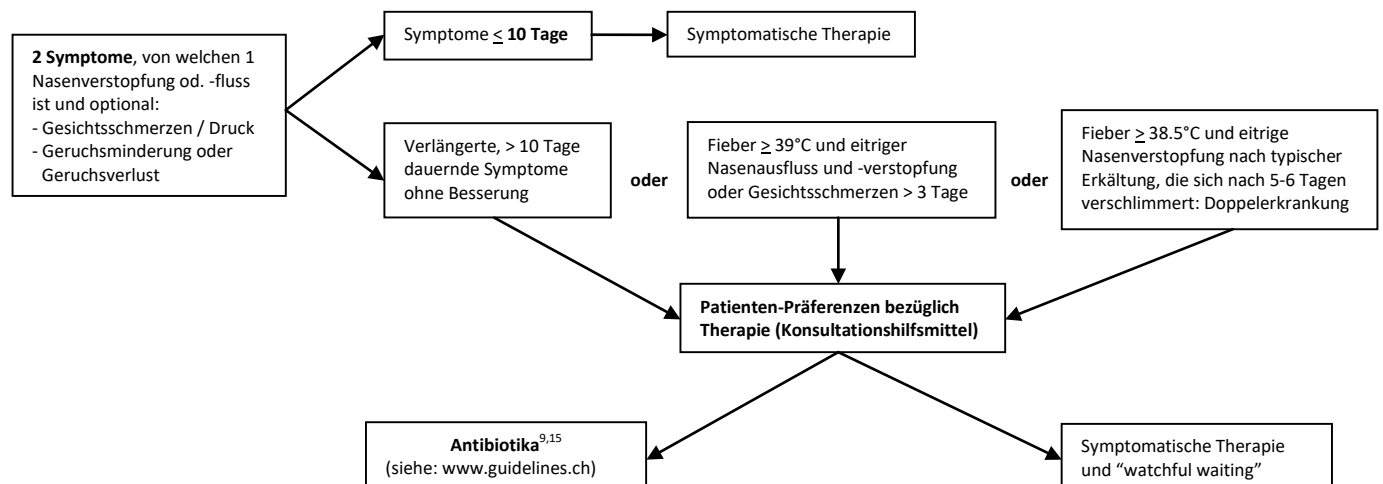 Symptome ≤ 10 Tage
Symptomatische Therapie
2 Symptome, von welchen 1
Nasenverstopfung od. -fluss
ist und optional:
- Gesichtsschmerzen / Druck
- Geruchsminderung oder
Geruchsverlust
Verlängerte, > 10 Tage
dauernde Symptome
ohne Besserung
oder
Fieber ≥ 39°C und eitriger
Nasenausfluss und -verstopfung
oder Gesichtsschmerzen > 3 Tage
oder
Fieber ≥ 38.5°C und eitrige
Nasenverstopfung nach typischer
Erkältung, die sich nach 5-6 Tagen
verschlimmert: Doppelerkrankung
Patienten-Präferenzen bezüglich
Therapie (Konsultationshilfsmittel)
Antibiotika9,15
(siehe: www.guidelines.ch)
Symptomatische Therapie
und “watchful waiting”